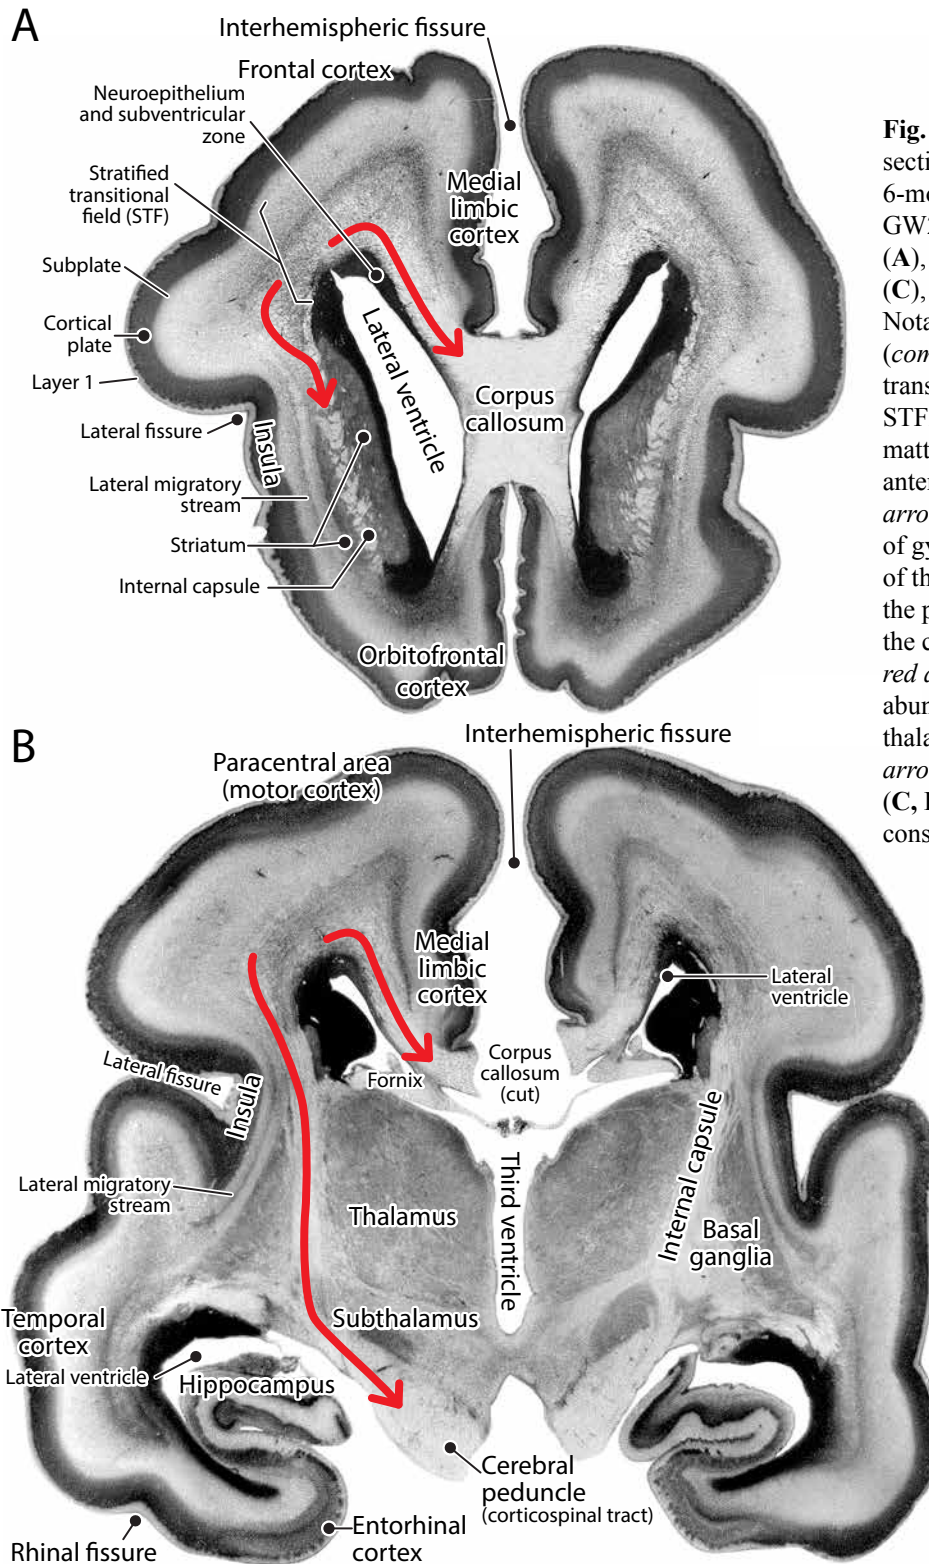 A
Interhemispheric fissure
Frontal cortex
Neuroepithelium
and subventricular
zone
Stratified
transitional
field (STF)
Medial
limbic
cortex
Subplate
Cortical
plate
Layer 1
Lateral fissure
Insula
Lateral ventricle
Corpus
callosum
Lateral migratory
stream
Striatum
Internal capsule
Orbitofrontal
cortex
Fig.
section
6-mo
(A),
(C),
Nota
(com
trans
STF
matt
anter
arro
of gy
of th
the p
the c
red a
abun
thala
arro
(C,
cons
B
Interhemispheric fissure
Paracentral area
(motor cortex)
Medial
limbic
cortex
Lateral
ventricle
Lateral fissure
Insula
Fornix
Corpus
callosum
(cut)
Lateral migratory
stream
Thalamus
Third ventricle
Internal capsule
Basal
ganglia
Subthalamus
Temporal
cortex
Lateral ventricle
Hippocampus
Cerebral
peduncle
(corticospinal tract)
Entorhinal
cortex
Rhinal fissure